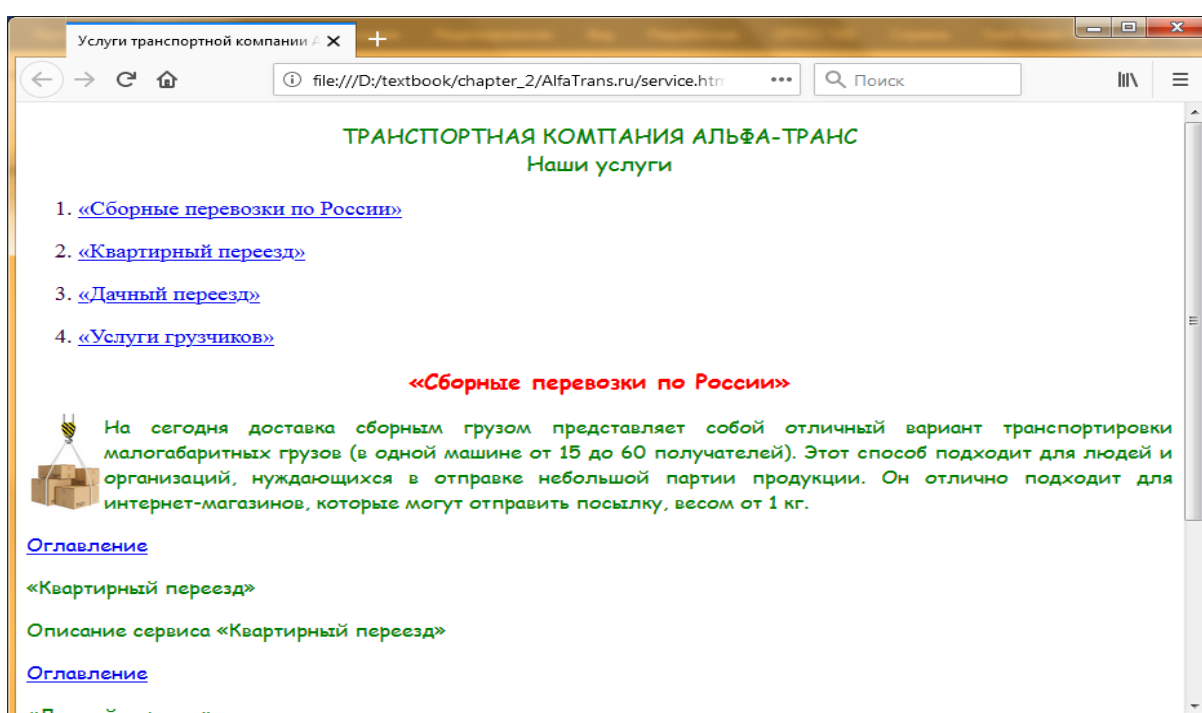 Услуги транспортной компании А
file:///D:/textbook/chapter_2/AlfaTrans.ru/service.htm
Поиск
ТРАНСПОРТНАЯ КОМПАНИЯ АЛЬФА-ТРАНС
Наши услуги
1. «Сборные перевозки по России»
2. «Квартирный переезд»
3. «Дачный переезд»
4. «Услуги грузчиков»
«Сборные перевозки по России»
На сегодня доставка сборным грузом представляет собой отличный вариант транспортировки
малогабаритных грузов (в одной машине от 15 до 60 получателей). Этот способ подходит для людей и
организаций, нуждающихся в отправке небольшой партии продукции. Он отлично подходит для
интернет-магазинов, которые могут отправить посылку, весом от 1 кг.
Оглавление
«Квартирный переезд»
Описание сервиса «Квартирный переезд»
Оглавление